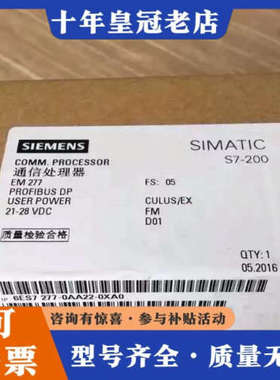 十年皇冠老店
SIEMENS
SIMATIC
S7-200
COMM. PROCESSOR
通信处理器
EM 277
FS: 05
PROFIBUS DP
USER POWER
CULUS/EX
21-28 VDC
FM
D01
质量检验合格
QTY: 1
05.2016
6ES7 277-0AA22-0XA0
咨询有惊喜·参与补贴活动
票
型号齐全·质量保证